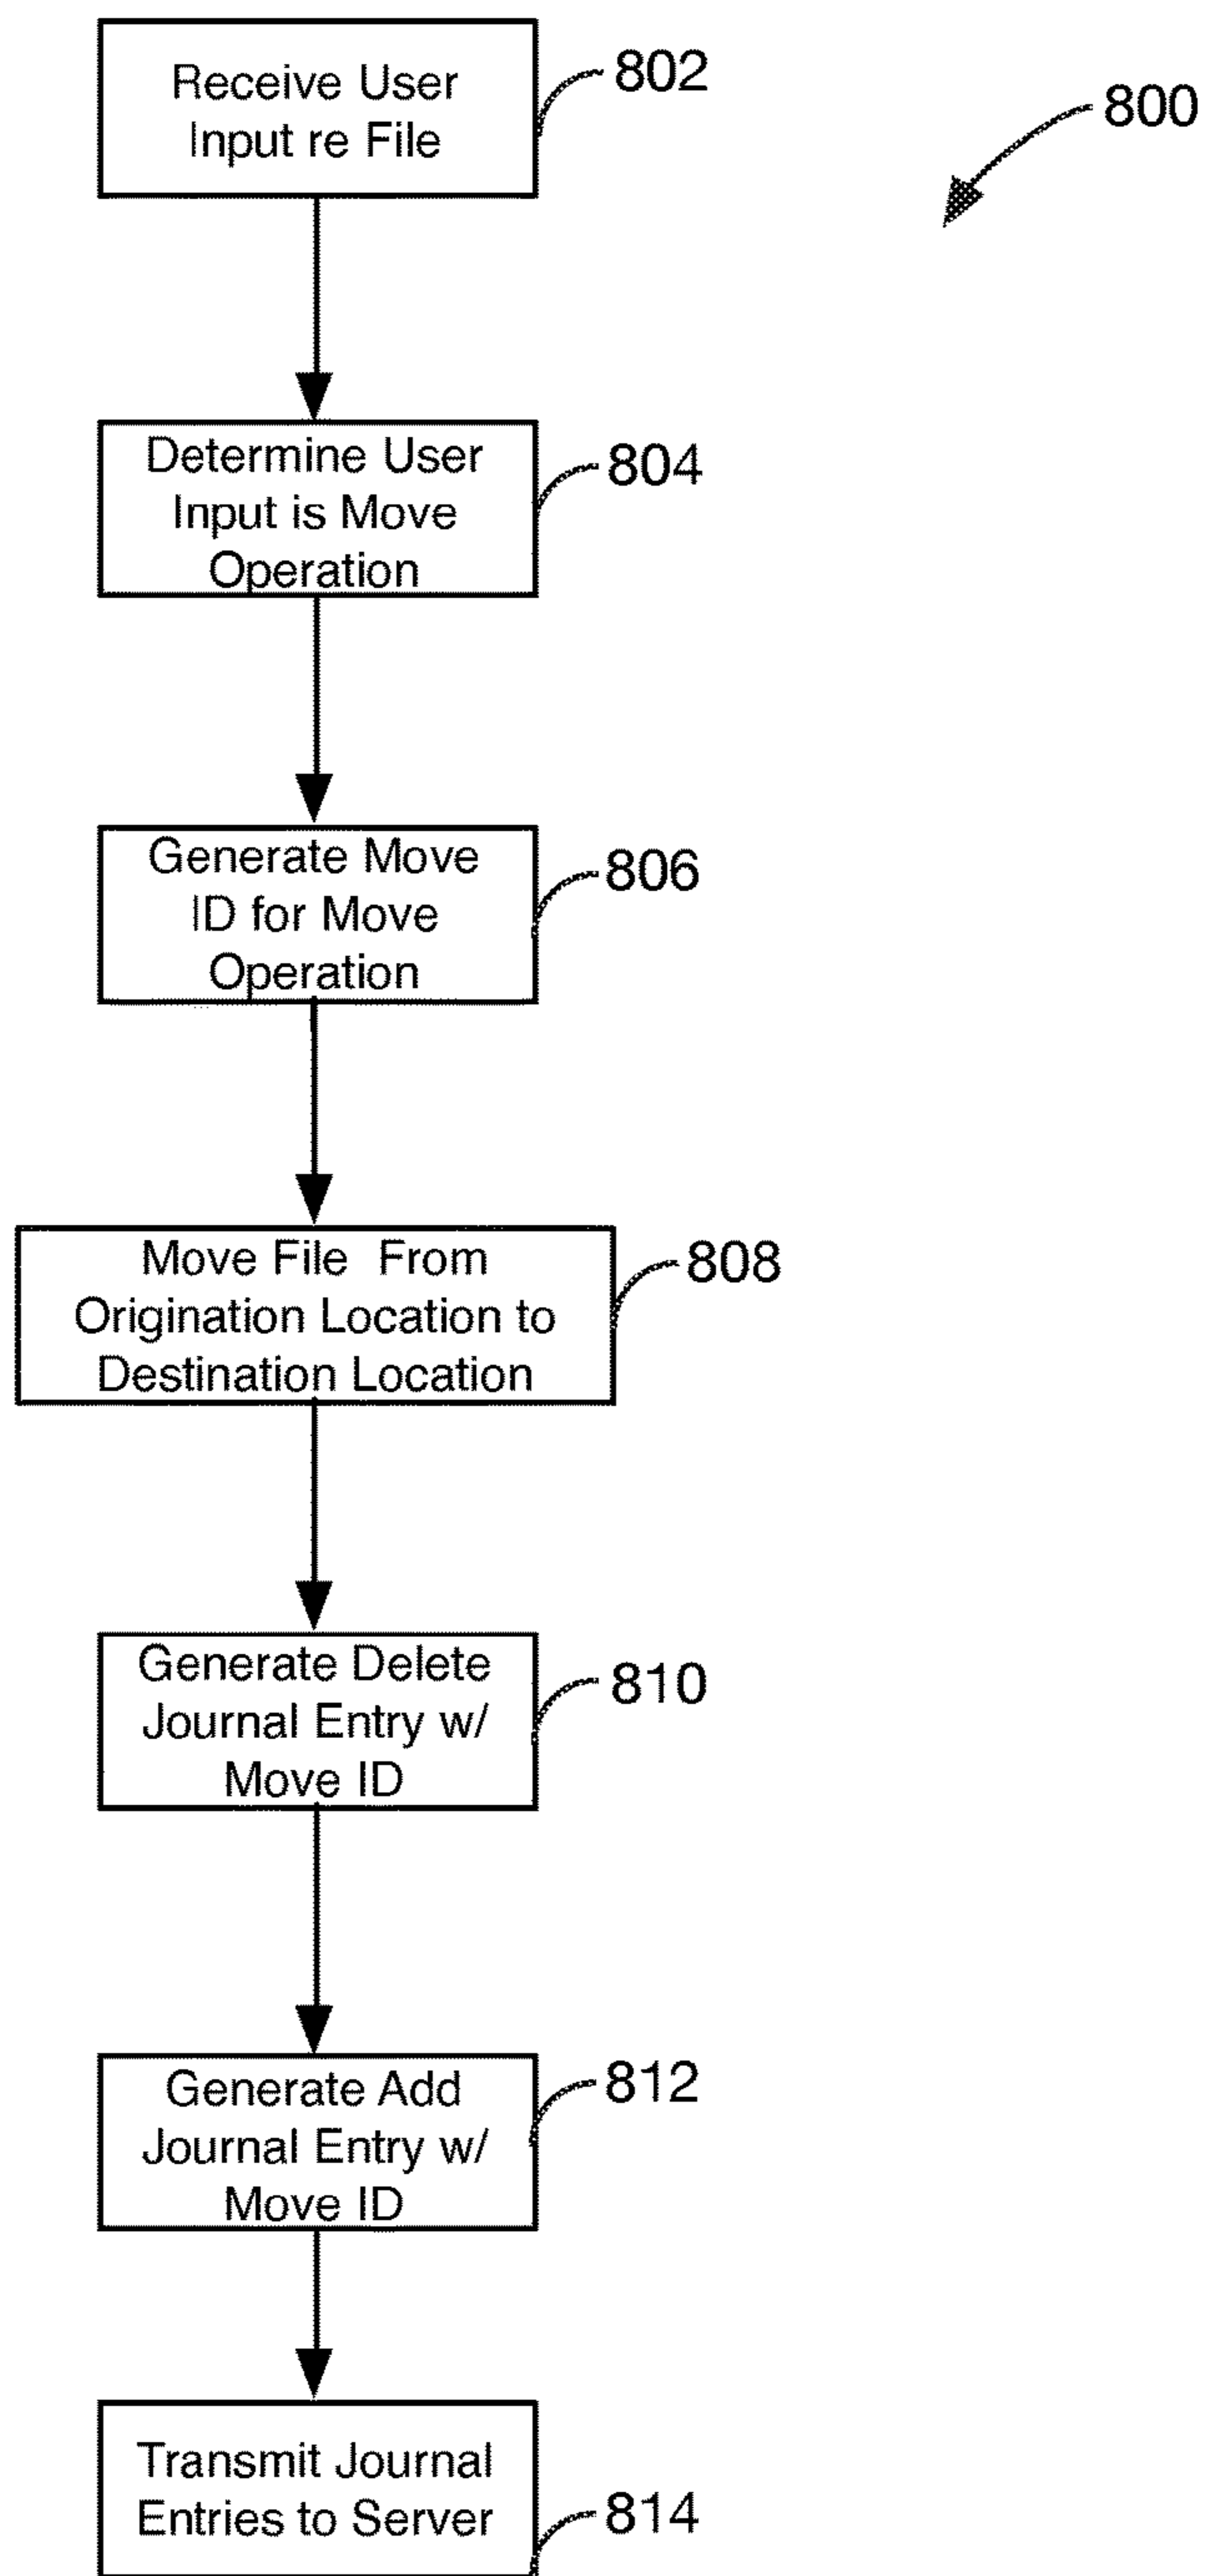 Receive User
Input re File
802
800
Determine User
Input is Move
Operation
804
Generate Move
ID for Move
Operation
806
Move File From
Origination Location to
Destination Location
808
Generate Delete
Journal Entry w/
Move ID
810
Generate Add
Journal Entry w/
Move ID
812
Transmit Journal
Entries to Server
814